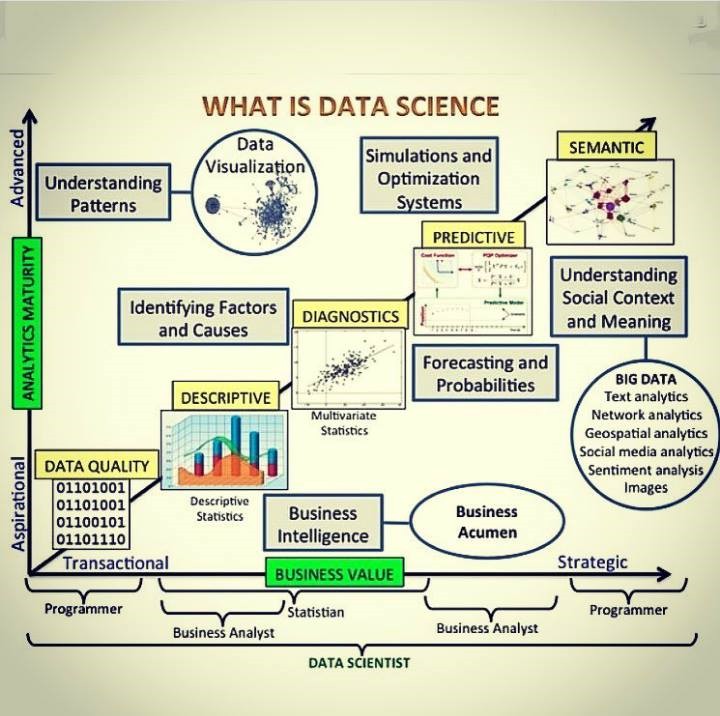 WHAT IS DATA SCIENCE
Advanced
ANALYTICS MATURITY
Aspirational
Understanding
Patterns
Data
Visualization
Simulations and
Optimization
Systems
SEMANTIC
PREDICTIVE
Cost Function
PQP Optimizer
Predictive Model
Understanding
Social Context
and Meaning
Identifying Factors
and Causes
DIAGNOSTICS
Multivariate
Statistics
Forecasting and
Probabilities
BIG DATA
Text analytics
Network analytics
Geospatial analytics
Social media analytics
Sentiment analysis
Images
DESCRIPTIVE
Descriptive
Statistics
DATA QUALITY
01101001
01101001
01100101
01101110
Business
Intelligence
Business
Acumen
Transactional
BUSINESS VALUE
Strategic
Programmer
Statistian
Programmer
Business Analyst
Business Analyst
DATA SCIENTIST